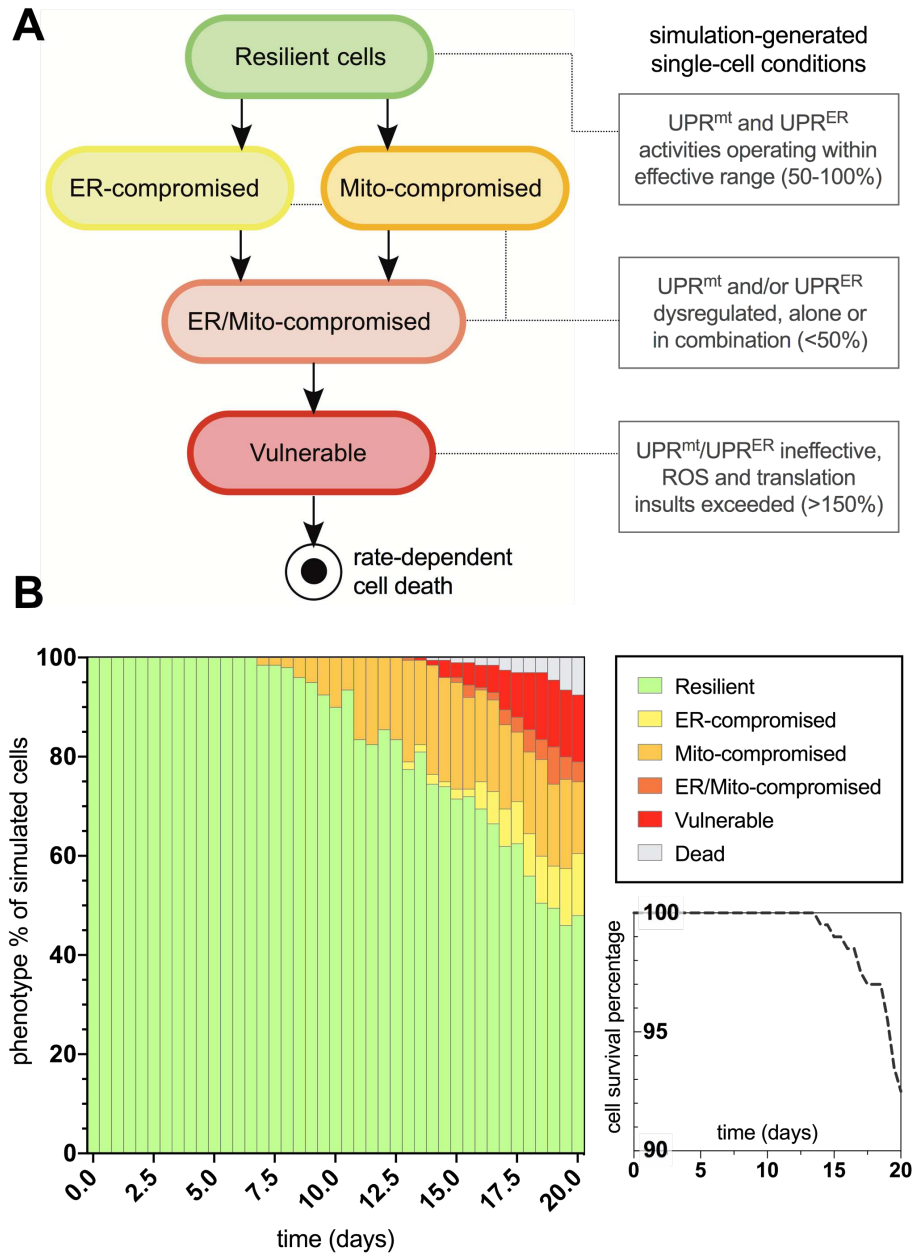 A
Resilient cells
ER-compromised
Mito-compromised
ER/Mito-compromised
Vulnerable
rate-dependent
cell death
simulation-generated
single-cell conditions
UPRmt and UPRER
activities operating within
effective range (50-100%)
UPRmt and/or UPRER
dysregulated, alone or
in combination (<50%)
UPRmt/UPRER ineffective,
ROS and translation
insults exceeded (>150%)
B
phenotype % of simulated cells
100
80
60
40
20
0
0.0
2.5
5.0
7.5
10.0
12.5
15.0
17.5
20.0
time (days)
Resilient
ER-compromised
Mito-compromised
ER/Mito-compromised
Vulnerable
Dead
cell survival percentage
100
95
90
time (days)
0
5
10
15
20